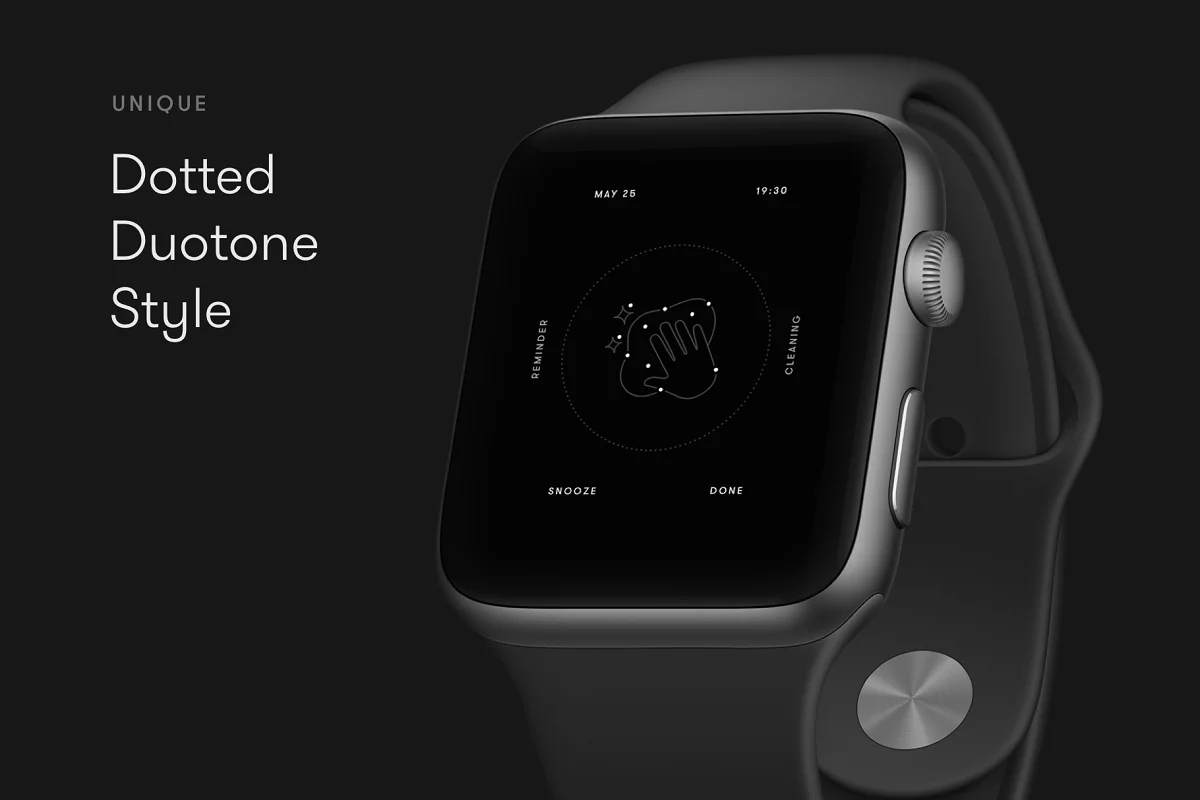 UNIQUE
Dotted
Duotone
Style
MAY 25
19:30
REMINDER
CLEANING
SNOOZE
DONE